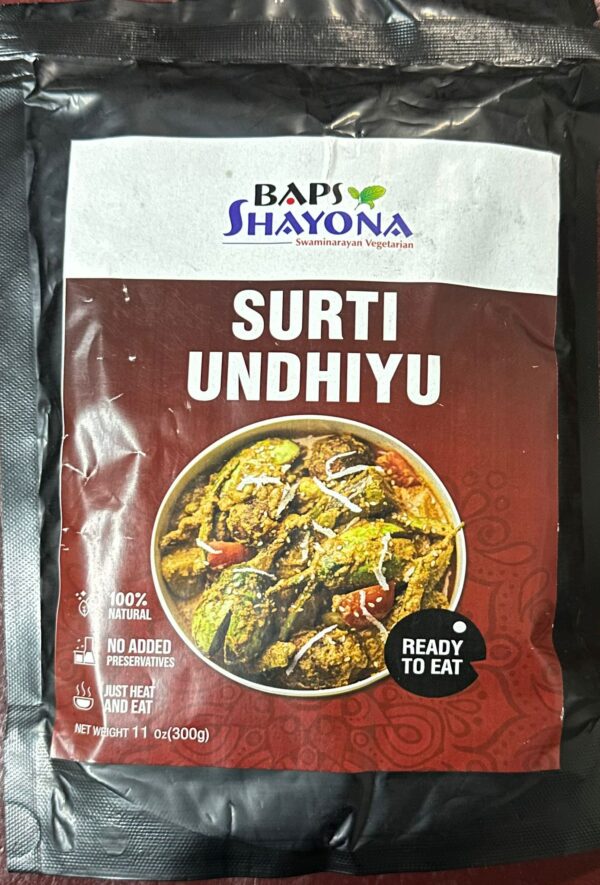 BAPS
SHAYONA
Swaminarayan Vegetarian
SURTI
UNDHIYU
100%
NATURAL
NO ADDED
PRESERVATIVES
JUST HEAT
AND EAT
READY
TO EAT
NET WEIGHT 11 oz(300g)